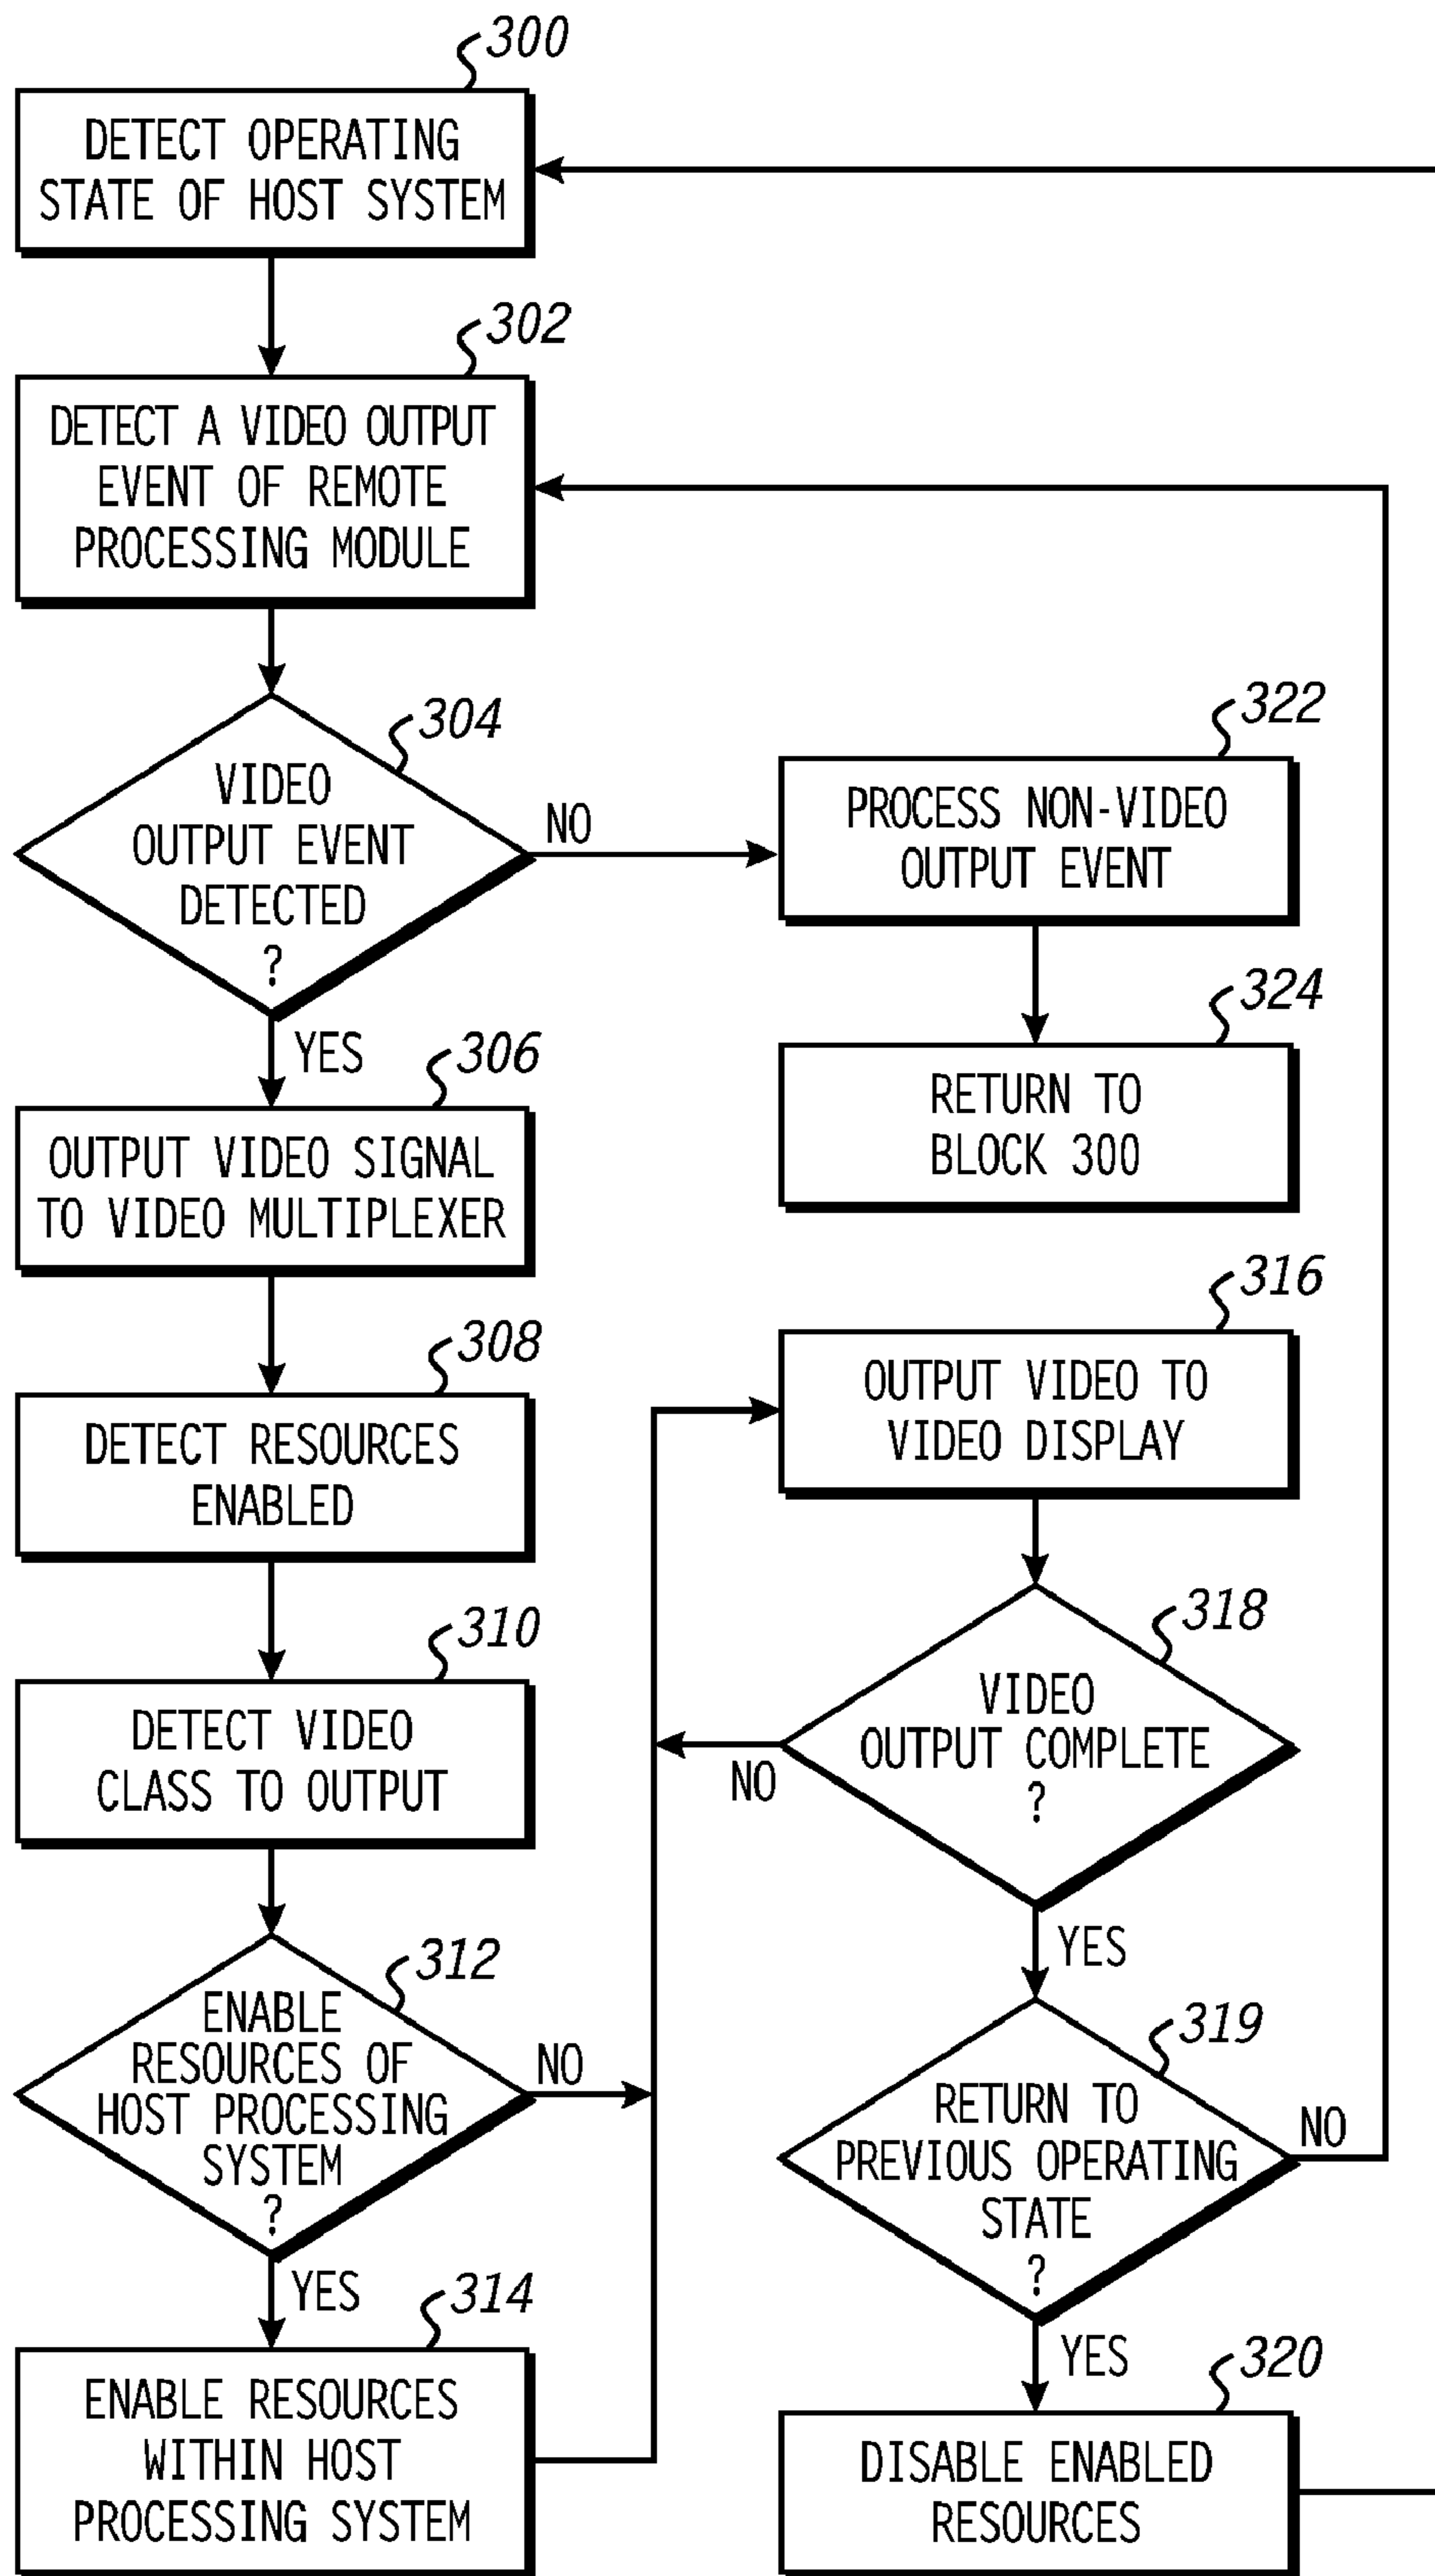 300
DETECT OPERATING
STATE OF HOST SYSTEM
302
DETECT A VIDEO OUTPUT
EVENT OF REMOTE
PROCESSING MODULE
304
VIDEO
OUTPUT EVENT
DETECTED
?
NO
YES
322
PROCESS NON-VIDEO
OUTPUT EVENT
324
RETURN TO
BLOCK 300
306
OUTPUT VIDEO SIGNAL
TO VIDEO MULTIPLEXER
308
DETECT RESOURCES
ENABLED
310
DETECT VIDEO
CLASS TO OUTPUT
312
ENABLE
RESOURCES OF
HOST PROCESSING
SYSTEM
?
NO
YES
314
ENABLE RESOURCES
WITHIN HOST
PROCESSING SYSTEM
316
OUTPUT VIDEO TO
VIDEO DISPLAY
318
VIDEO
OUTPUT COMPLETE
?
NO
YES
319
RETURN TO
PREVIOUS OPERATING
STATE
?
NO
YES
320
DISABLE ENABLED
RESOURCES